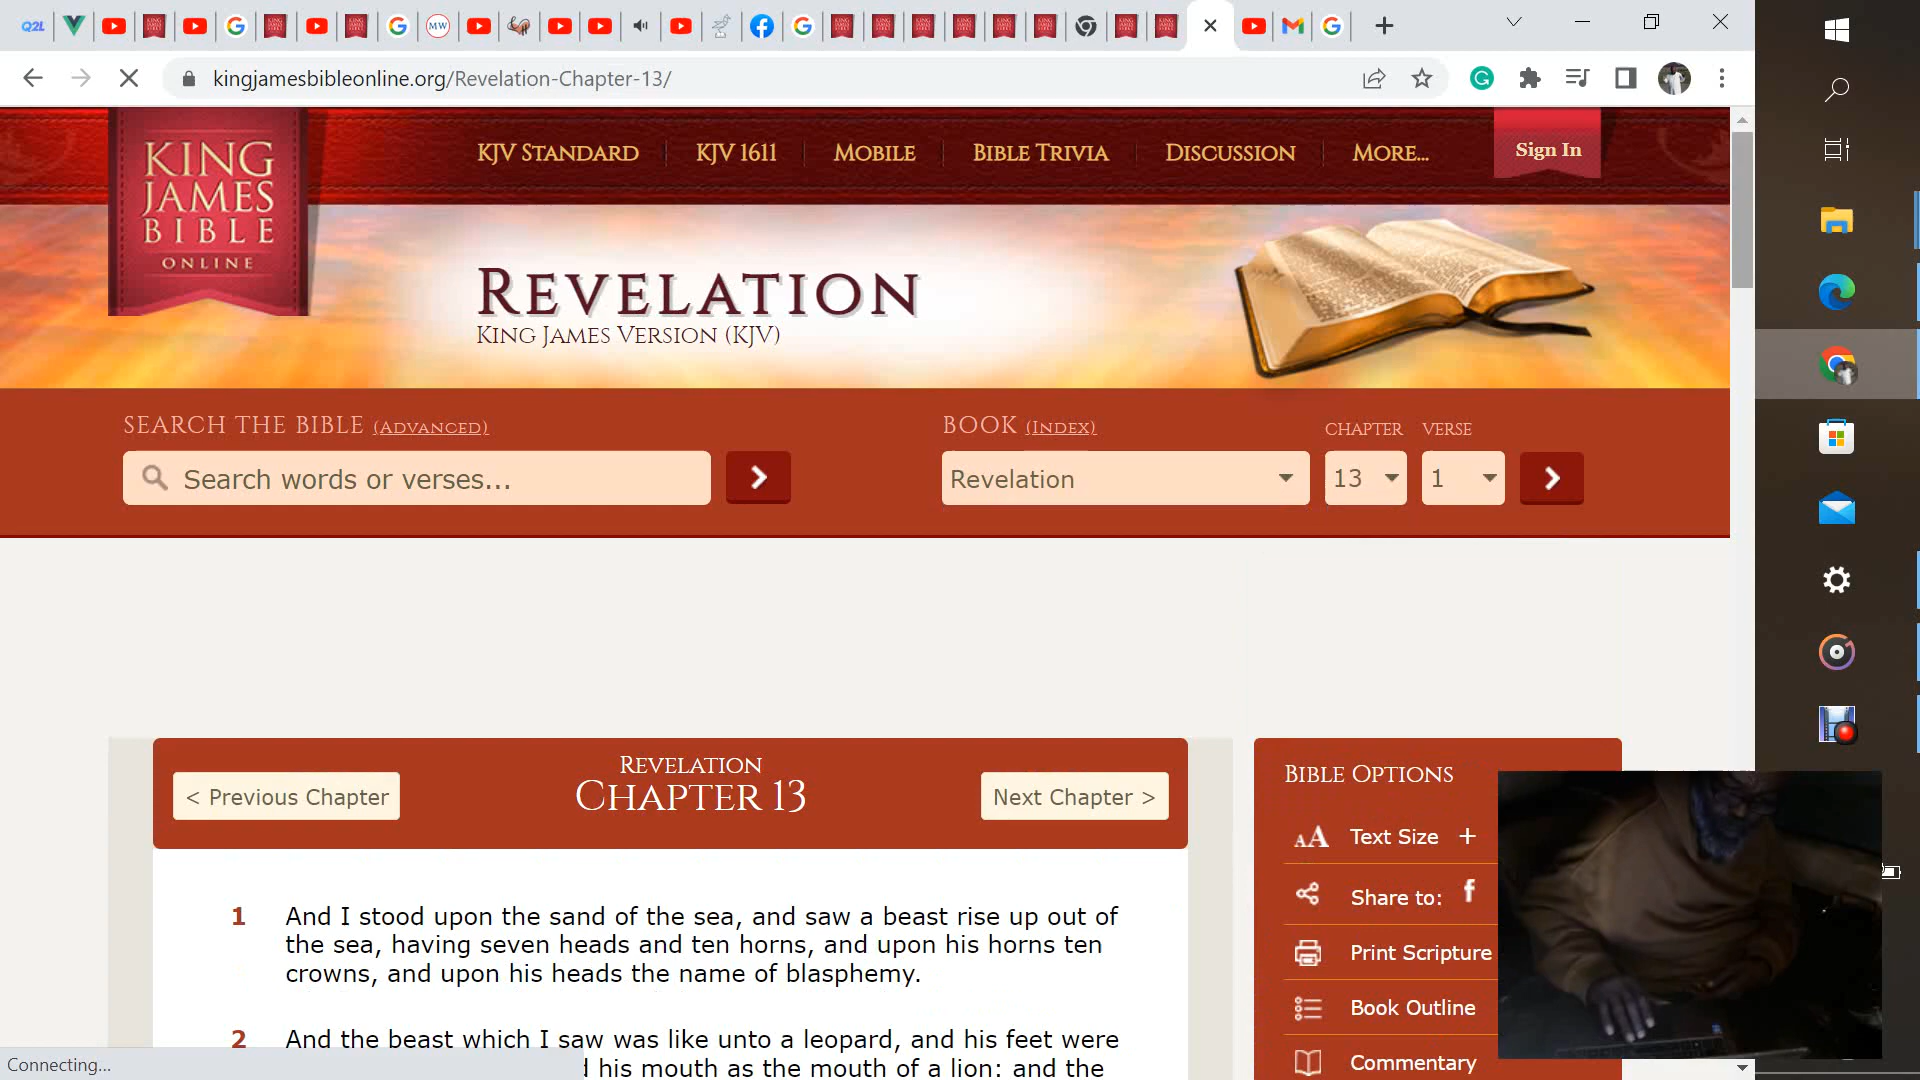 Q2L
MW
kingjamesbibleonline.org/Revelation-Chapter-13/
KING
JAMES
BIBLE
ONLINE
KJV STANDARD
KJV 1611
MOBILE
BIBLE TRIVIA
DISCUSSION
MORE...
Sign In
REVELATION
KING JAMES VERSION (KJV)
SEARCH THE BIBLE (ADVANCED)
BOOK (INDEX)
CHAPTER
VERSE
Search words or verses...
Revelation
13
1
REVELATION
CHAPTER 13
< Previous Chapter
Next Chapter >
1 And I stood upon the sand of the sea, and saw a beast rise up out of
the sea, having seven heads and ten horns, and upon his horns ten
crowns, and upon his heads the name of blasphemy.
2 And the beast which I saw was like unto a leopard, and his feet were
his mouth as the mouth of a lion: and the
BIBLE OPTIONS
AA Text Size +
Share to: f
Print Scripture
Book Outline
Commentary
Connecting...